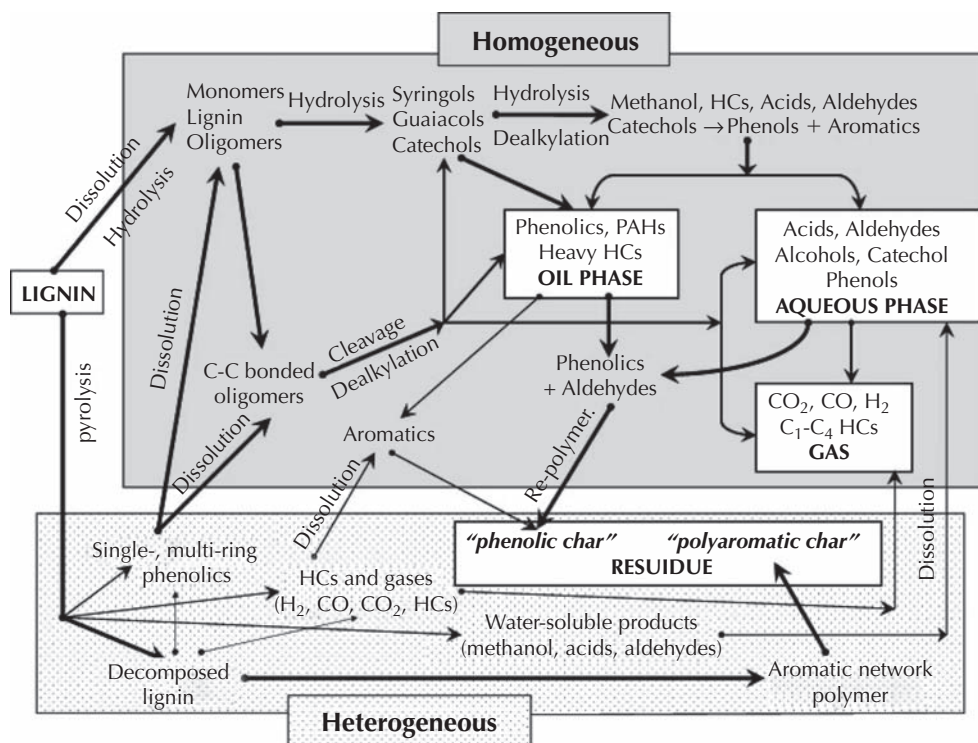 Homogeneous
Monomers
Lignin
Oligomers
Hydrolysis
Syringols
Guaiacols
Catechols
Hydrolysis
Dealkylation
Methanol, HCs, Acids, Aldehydes
Catechols → Phenols + Aromatics
Dissolution
Hydrolysis
Phenolics, PAHs
Heavy HCs
OIL PHASE
Acids, Aldehydes
Alcohols, Catechol
Phenols
AQUEOUS PHASE
LIGNIN
pyrolysis
Dissolution
C-C bonded
oligomers
Cleavage
Dealkylation
Phenolics
+ Aldehydes
CO₂, CO, H₂
C₁-C₄ HCs
GAS
Dissolution
Aromatics
Re-polymer.
Dissolution
Dissolution
Single-, multi-ring
phenolics
HCs and gases
(H₂, CO, CO₂, HCs)
"phenolic char" "polyaromatic char"
RESUIDUE
Water-soluble products
(methanol, acids, aldehydes)
Decomposed
lignin
Aromatic network
polymer
Heterogeneous